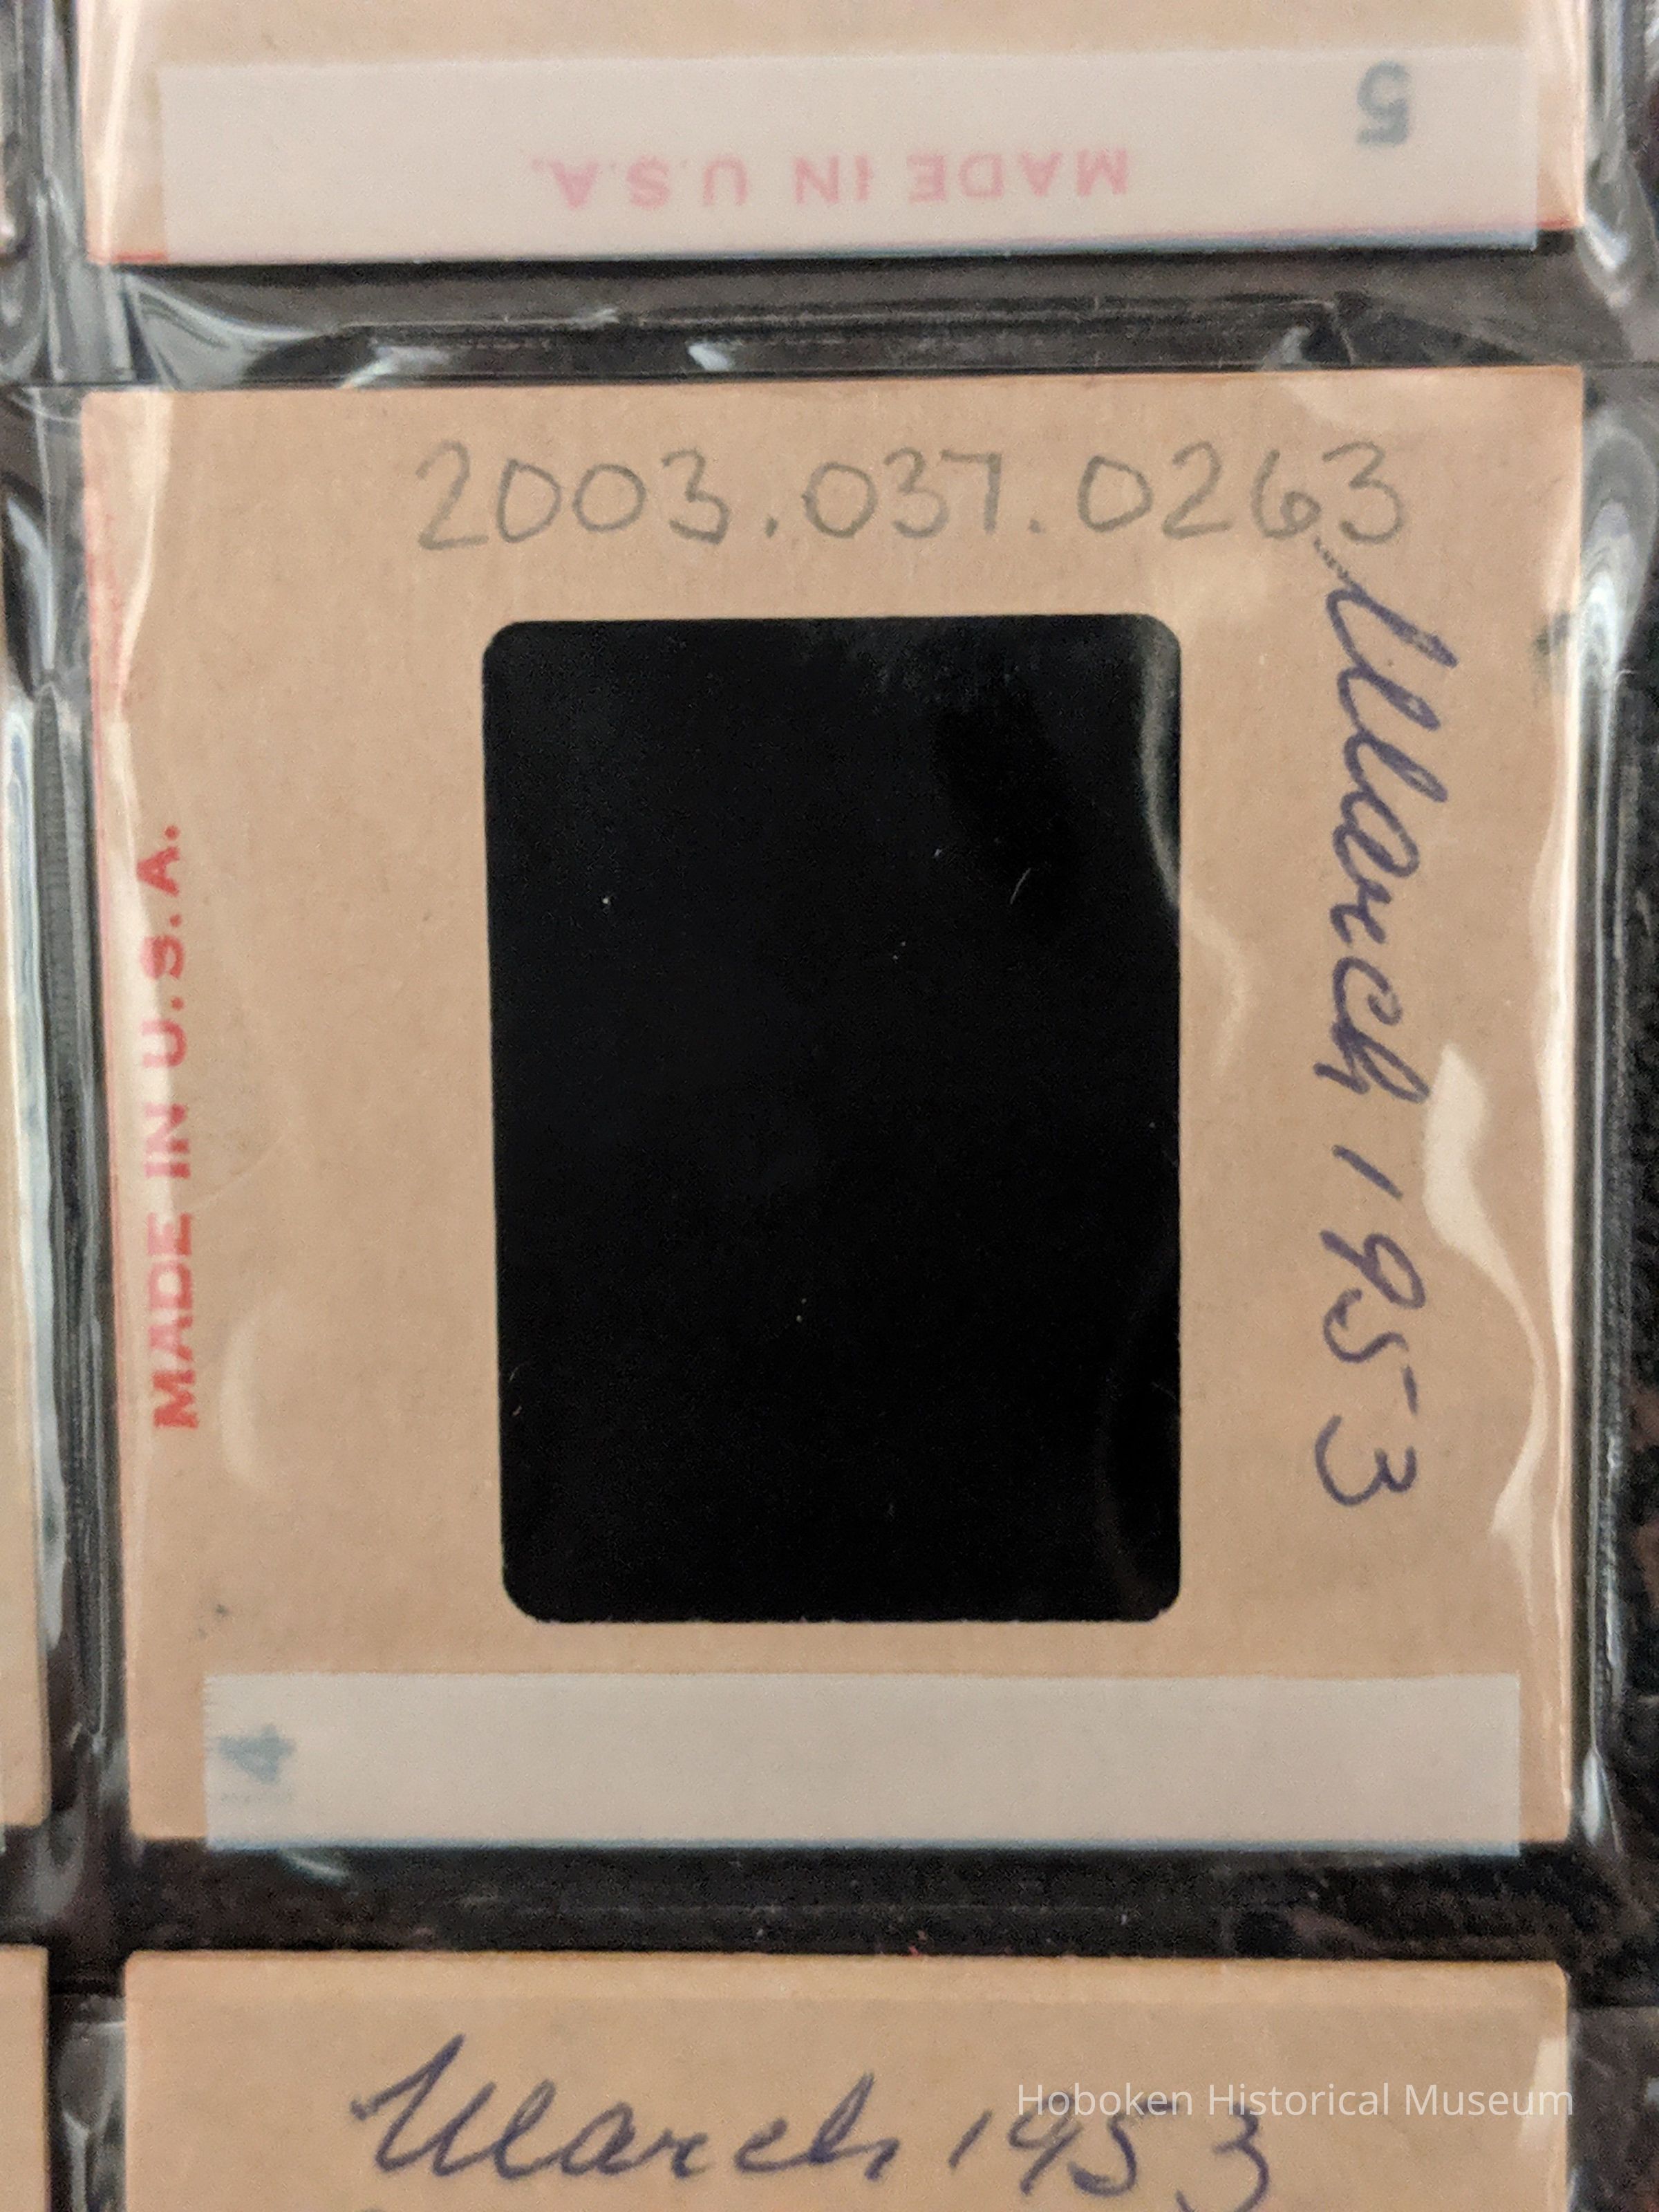 5
MADE IN U.S.A.
2003.037.0263
March 1953
MADE IN U.S.A.
4
March 1953
Hoboken Historical Museum